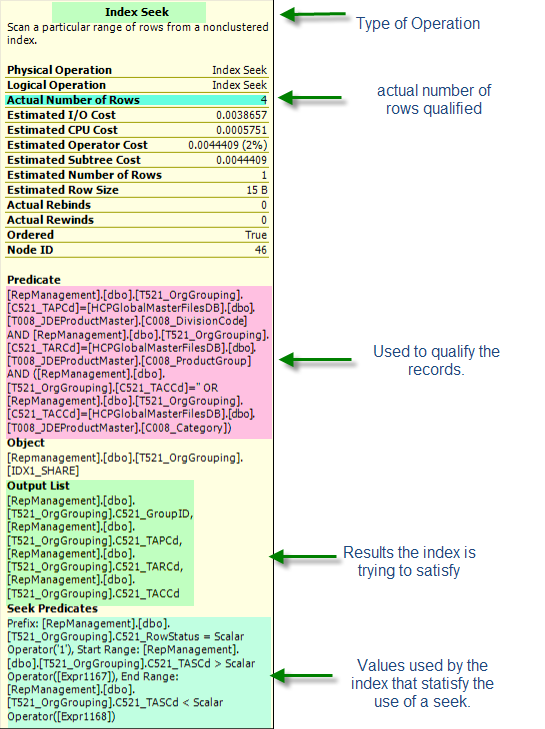 Index Seek
Scan a particular range of rows from a nonclustered
index.
Physical Operation Index Seek
Logical Operation Index Seek
Actual Number of Rows 4
Estimated I/O Cost 0.0038657
Estimated CPU Cost 0.0005751
Estimated Operator Cost 0.0044409 (2%)
Estimated Subtree Cost 0.0044409
Estimated Number of Rows 1
Estimated Row Size 15 B
Actual Rebinds 0
Actual Rewinds 0
Ordered True
Node ID 46
Predicate
[RepManagement].[dbo].[T521_OrgGrouping].
[C521_TAPCd]=[HCPGlobalMasterFilesDB].[dbo].
[T008_JDEProductMaster].[C008_DivisionCode]
AND [RepManagement].[dbo].[T521_OrgGrouping].
[C521_TARCd]=[HCPGlobalMasterFilesDB].[dbo].
[T008_JDEProductMaster].[C008_ProductGroup]
AND ([RepManagement].[dbo].
[T521_OrgGrouping].[C521_TACCd]='' OR
[RepManagement].[dbo].[T521_OrgGrouping].
[C521_TACCd]=[HCPGlobalMasterFilesDB].[dbo].
[T008_JDEProductMaster].[C008_Category])
Object
[Repmanagement].[dbo].[T521_OrgGrouping].
[IDX1_SHARE]
Output List
[RepManagement].[dbo].
[T521_OrgGrouping].C521_GroupID,
[RepManagement].[dbo].
[T521_OrgGrouping].C521_TAPCd,
[RepManagement].[dbo].
[T521_OrgGrouping].C521_TARCd,
[RepManagement].[dbo].
[T521_OrgGrouping].C521_TACCd
Seek Predicates
Prefix: [RepManagement].[dbo].
[T521_OrgGrouping].C521_RowStatus = Scalar
Operator('1'), Start Range: [RepManagement].
[dbo].[T521_OrgGrouping].C521_TASCd > Scalar
Operator([Expr1167]), End Range:
[RepManagement].[dbo].
[T521_OrgGrouping].C521_TASCd < Scalar
Operator([Expr1168])
Type of Operation
actual number of
rows qualified
Used to qualify the
records.
Results the index is
trying to satisfy
Values used by the
index that statisfy the
use of a seek.